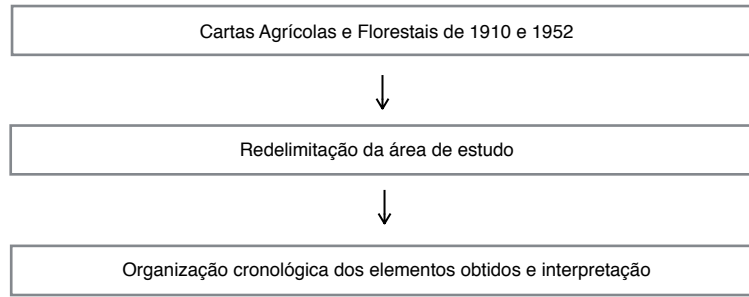 Cartas Agrícolas e Florestais de 1910 e 1952
Redelimitação da área de estudo
Organização cronológica dos elementos obtidos e interpretação